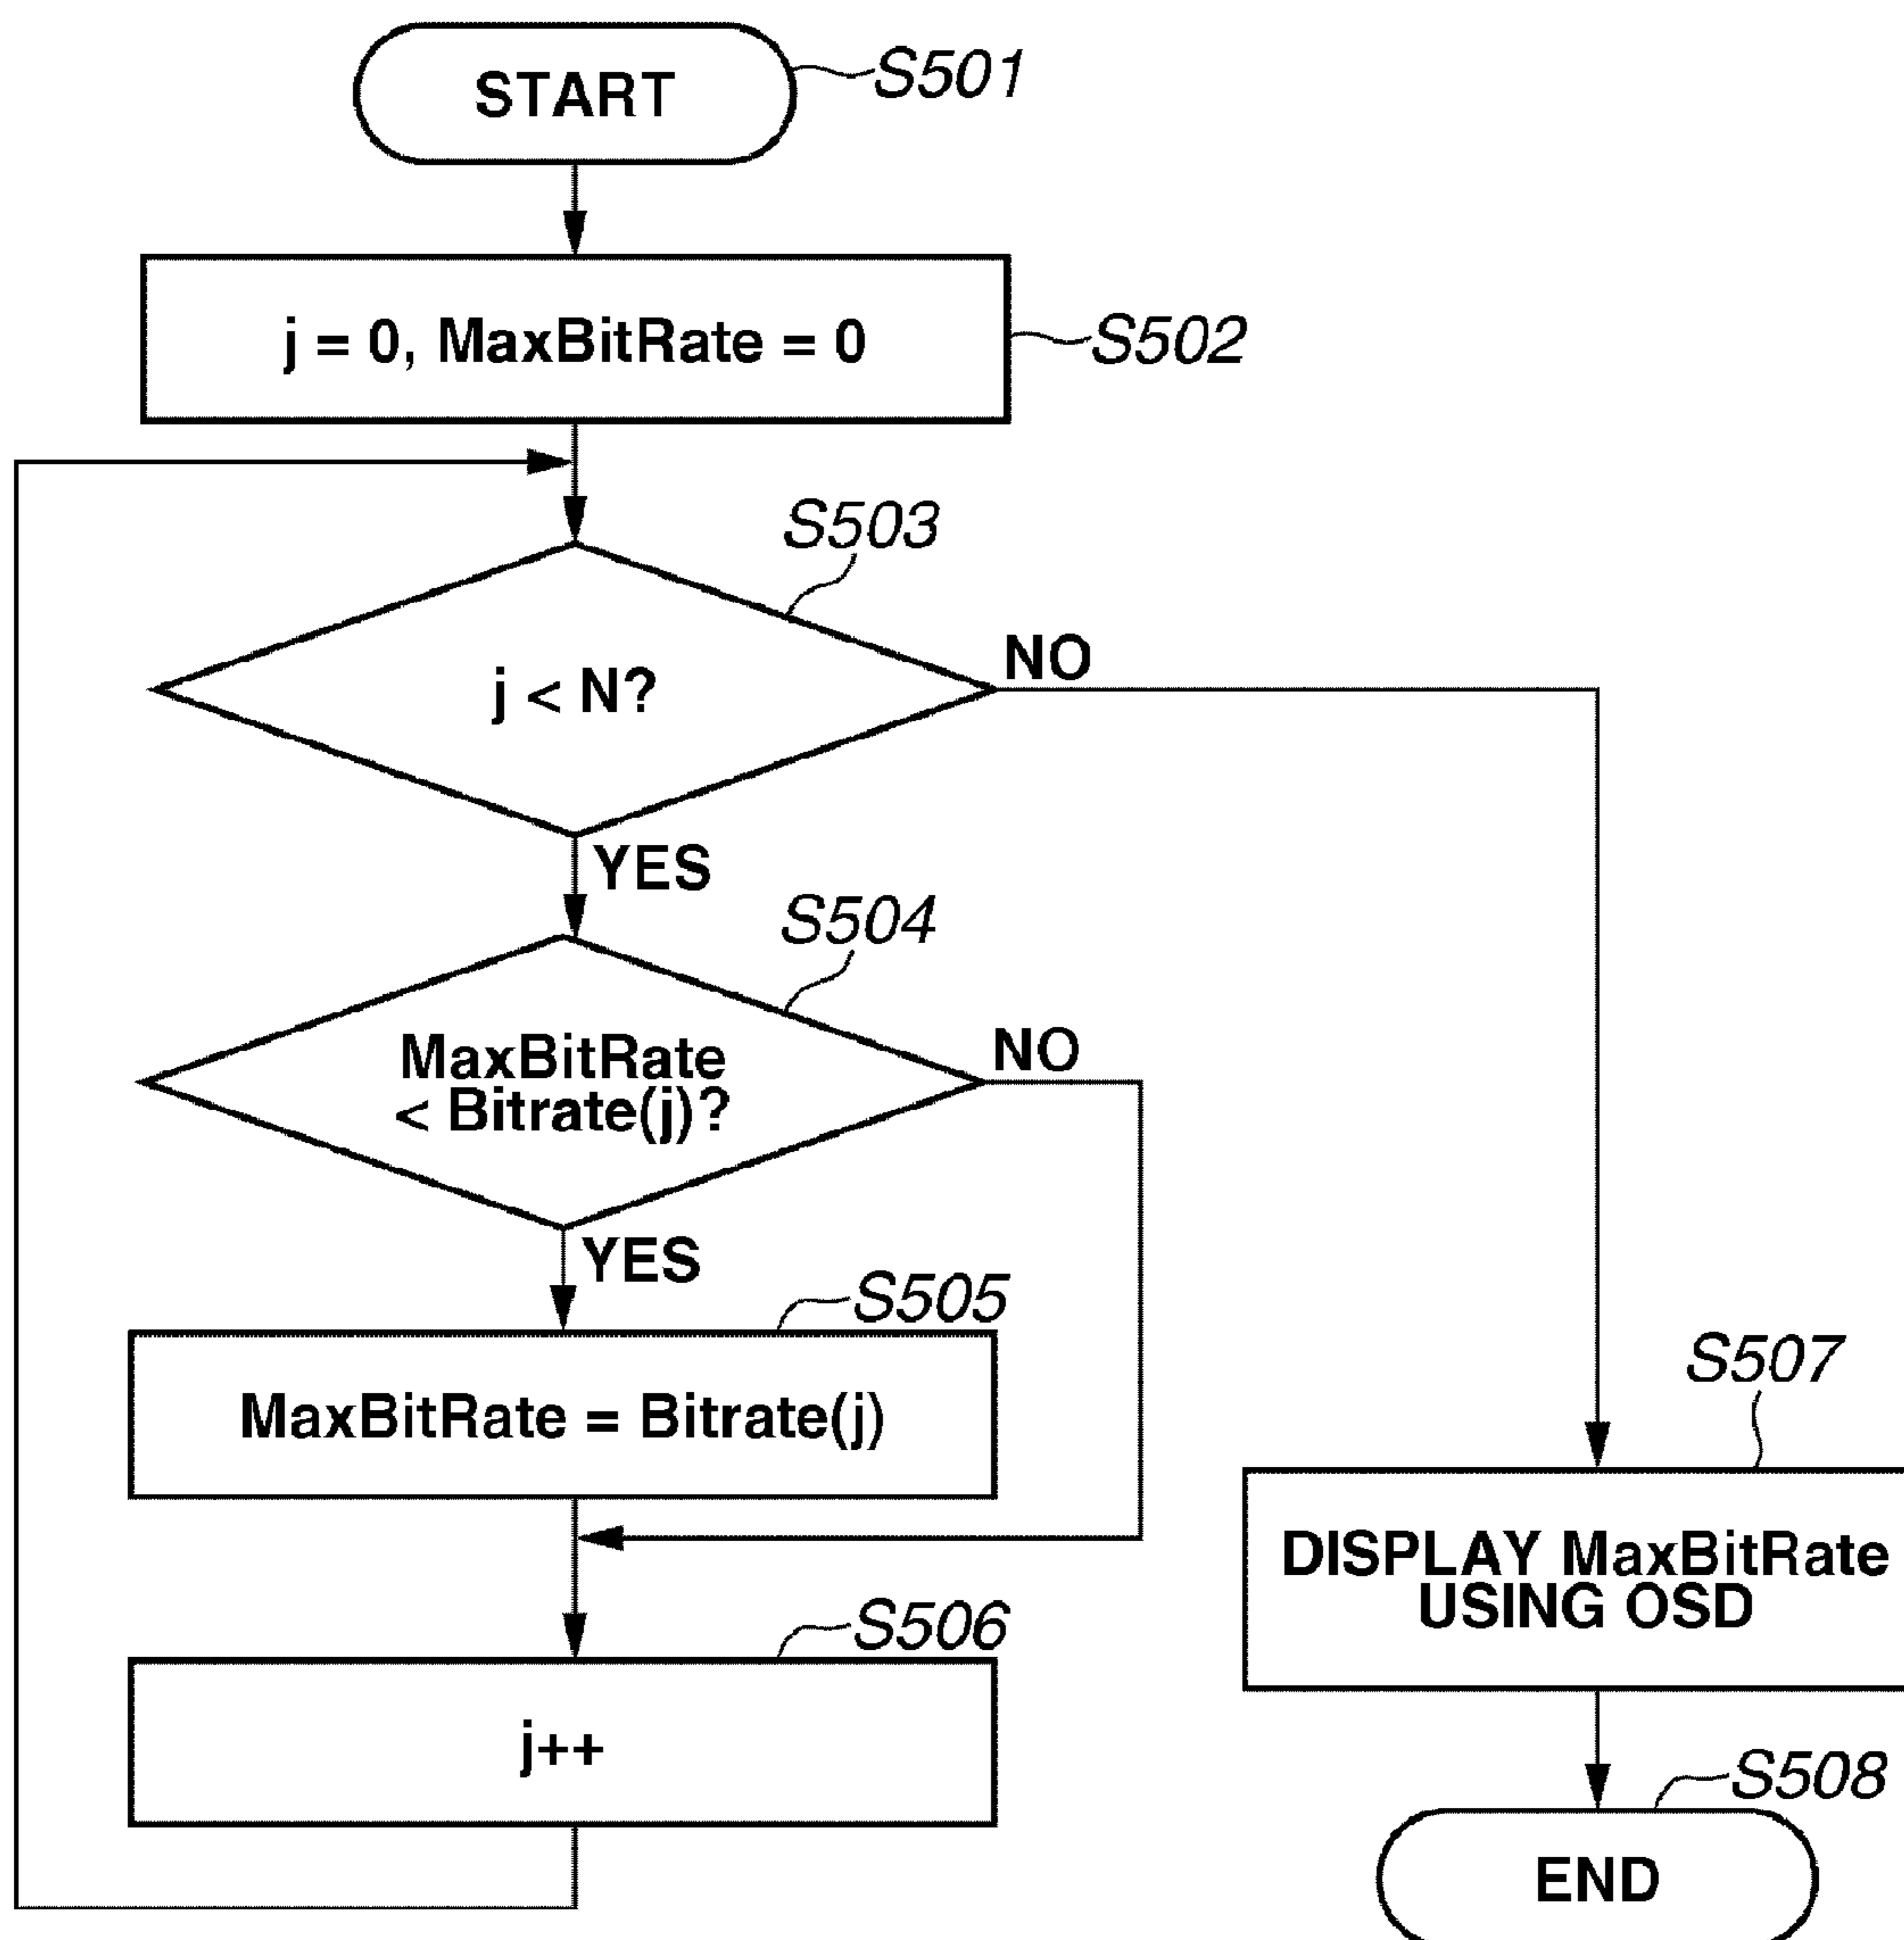 START
S501
j = 0, MaxBitRate = 0
S502
S503
j < N?
NO
YES
S504
MaxBitRate
< Bitrate(j)?
NO
YES
S505
MaxBitRate = Bitrate(j)
S506
j++
S507
DISPLAY MaxBitRate
USING OSD
S508
END